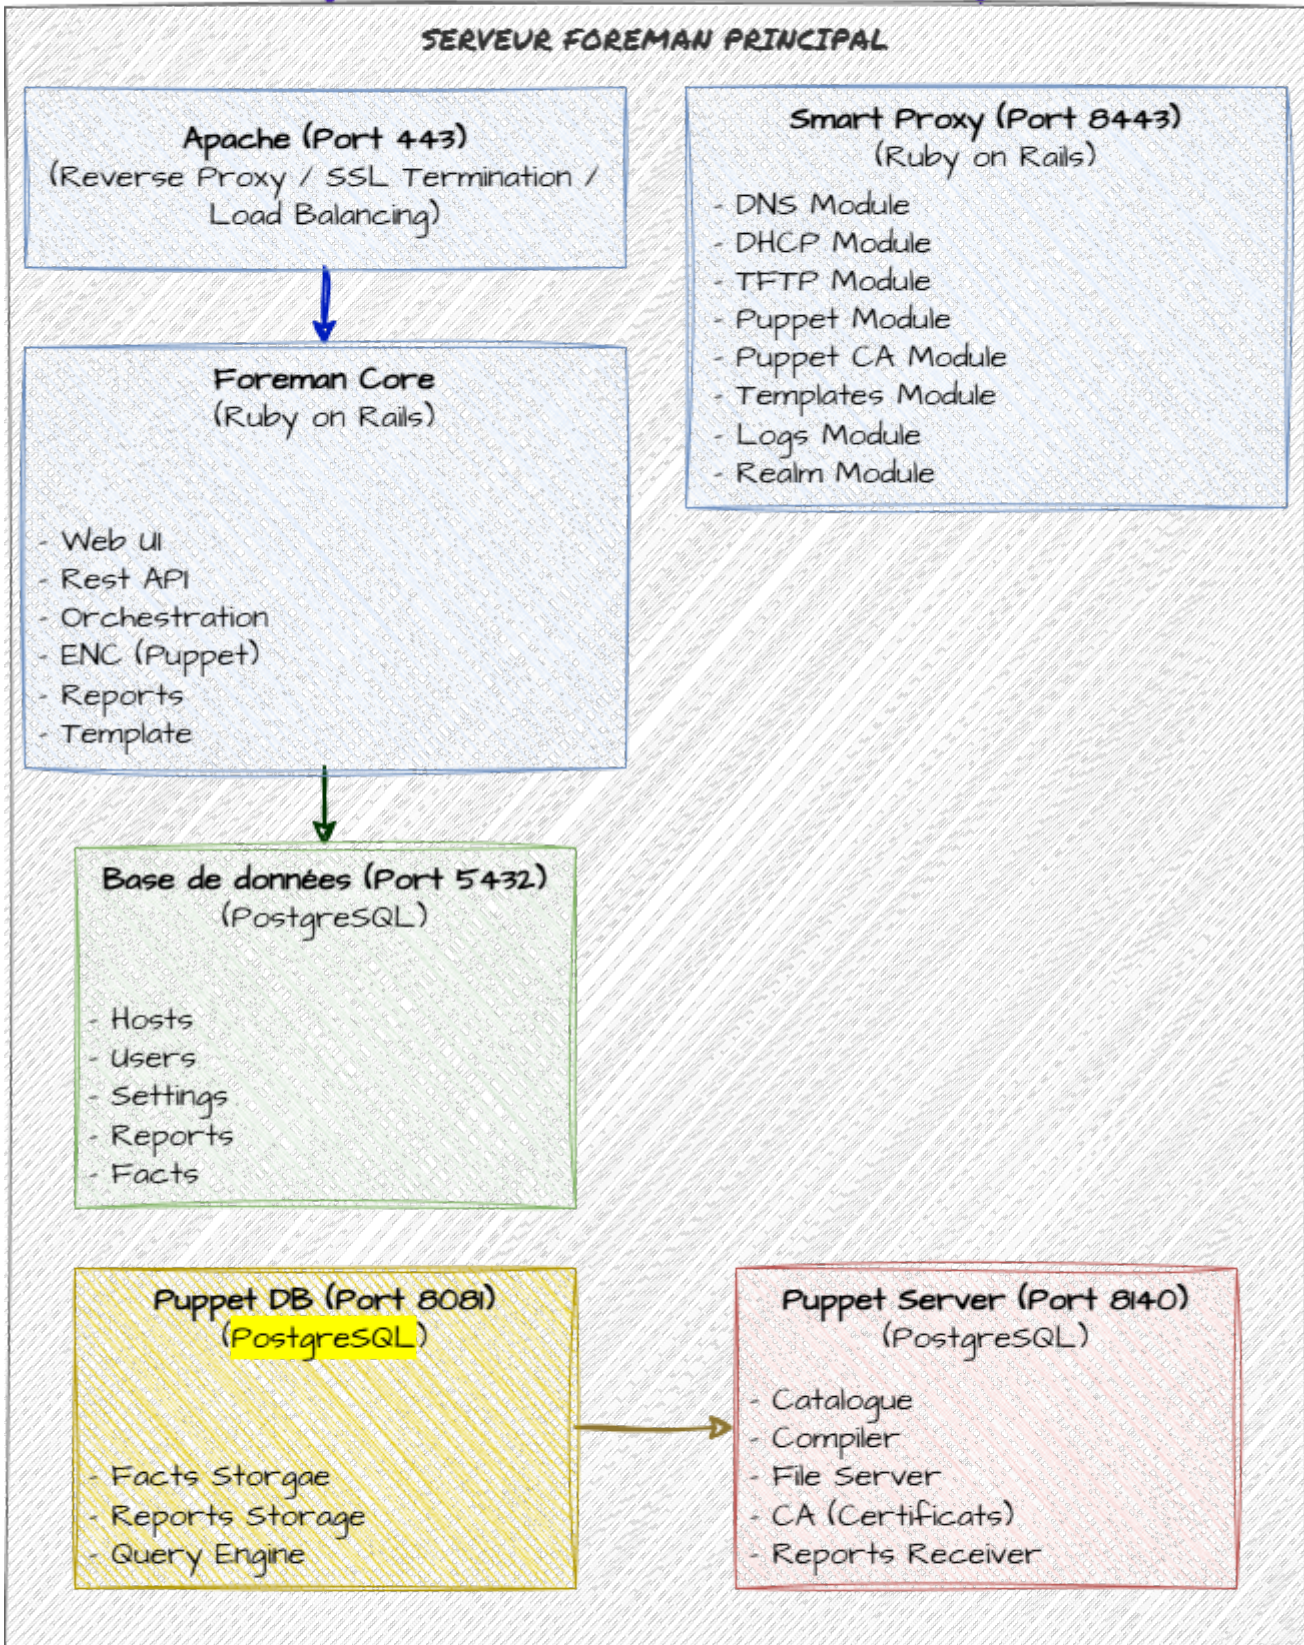 SERVEUR FOREMAN PRINCIPAL
Apache (Port 443)
(Reverse Proxy / SSL Termination /
Load Balancing)
Smart Proxy (Port 8443)
(Ruby on Rails)
- DNS Module
- DHCP Module
- TFTP Module
- Puppet Module
- Puppet CA Module
- Templates Module
- Logs Module
- Realm Module
Foreman Core
(Ruby on Rails)
- Web UI
- Rest API
- Orchestration
- ENC (Puppet)
- Reports
- Template
Base de données (Port 5432)
(PostgreSQL)
- Hosts
- Users
- Settings
- Reports
- Facts
Puppet DB (Port 8081)
(PostgreSQL)
- Facts Storgae
- Reports Storage
- Query Engine
Puppet Server (Port 8140)
(PostgreSQL)
- Catalogue
- Compiler
- File Server
- CA (Certificats)
- Reports Receiver